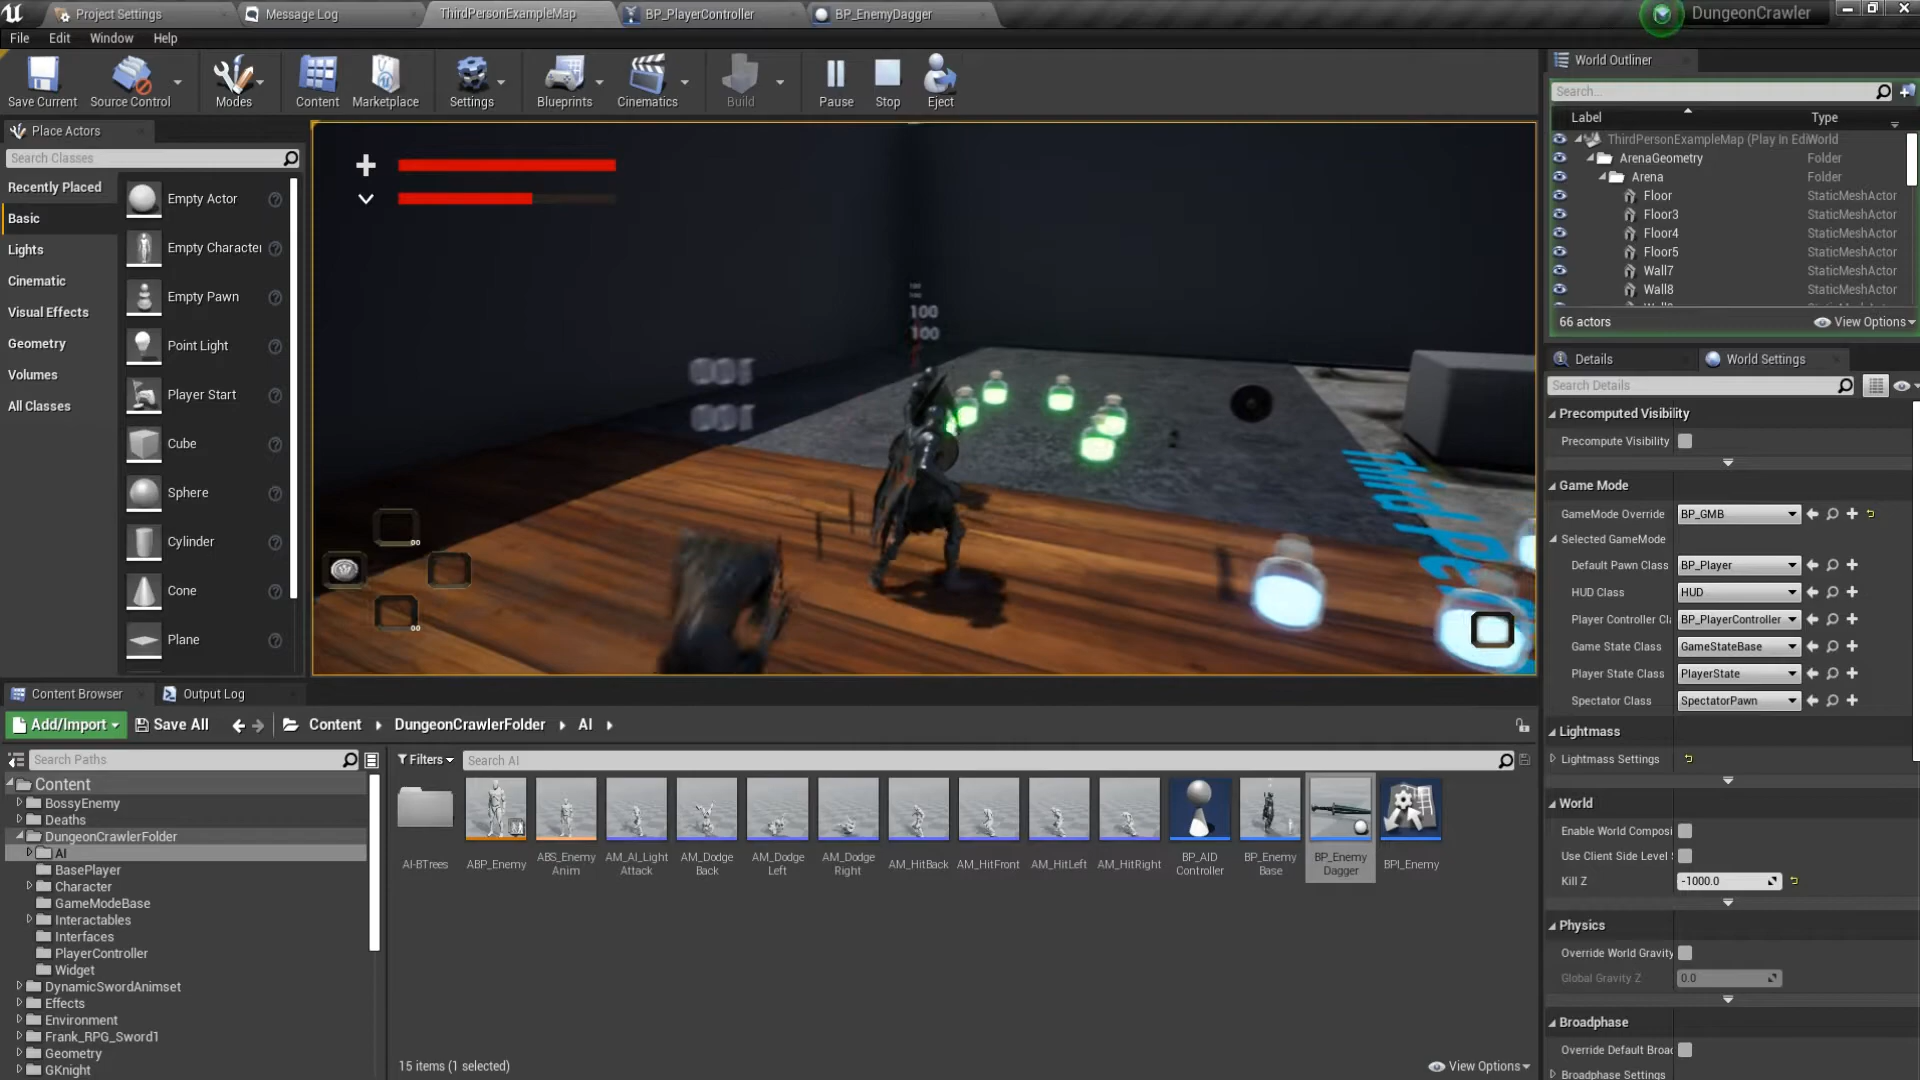 Project Settings
Message Log
ThirdPersonExampleMap
BP_PlayerController
BP_EnemyDagger
DungeonCrawler
File
Edit
Window
Help
Save Current
Source Control
Modes
Content
Marketplace
Settings
Blueprints
Cinematics
Build
Pause
Stop
Eject
Place Actors
Search Classes
Recently Placed
Basic
Lights
Cinematic
Visual Effects
Geometry
Volumes
All Classes
Empty Actor
Empty Character
Empty Pawn
Point Light
Player Start
Cube
Sphere
Cylinder
Cone
Plane
100
100
Third Pe
World Outliner
Search...
Label
Type
ThirdPersonExampleMap (Play In Edi
World
ArenaGeometry
Folder
Arena
Folder
Floor
StaticMeshActor
Floor3
StaticMeshActor
Floor4
StaticMeshActor
Floor5
StaticMeshActor
Wall7
StaticMeshActor
Wall8
StaticMeshActor
66 actors
View Options
Details
World Settings
Search Details
Precomputed Visibility
Precompute Visibility
Game Mode
GameMode Override
BP_GMB
Selected GameMode
Default Pawn Class
BP_Player
HUD Class
HUD
Player Controller Cl
BP_PlayerController
Game State Class
GameStateBase
Player State Class
PlayerState
Spectator Class
SpectatorPawn
Lightmass
Lightmass Settings
World
Enable World Composi
Use Client Side Level
Kill Z
-1000.0
Physics
Override World Gravity
Global Gravity Z
0.0
Broadphase
Override Default Broad
Broadphase Settings
Content Browser
Output Log
Add/Import
Save All
Content
DungeonCrawlerFolder
AI
Search Paths
Filters
Search AI
Content
BossyEnemy
Deaths
DungeonCrawlerFolder
AI
BasePlayer
Character
GameModeBase
Interactables
Interfaces
PlayerController
Widget
DynamicSwordAnimset
Effects
Environment
Frank_RPG_Sword1
Geometry
GKnight
AI-BTrees
ABP_Enemy
ABS_Enemy
Anim
AM_AI_Light
Attack
AM_Dodge
Back
AM_Dodge
Left
AM_Dodge
Right
AM_HitBack
AM_HitFront
AM_HitLeft
AM_HitRight
BP_AID
Controller
BP_Enemy
Base
BP_Enemy
Dagger
BPI_Enemy
15 items (1 selected)
View Options